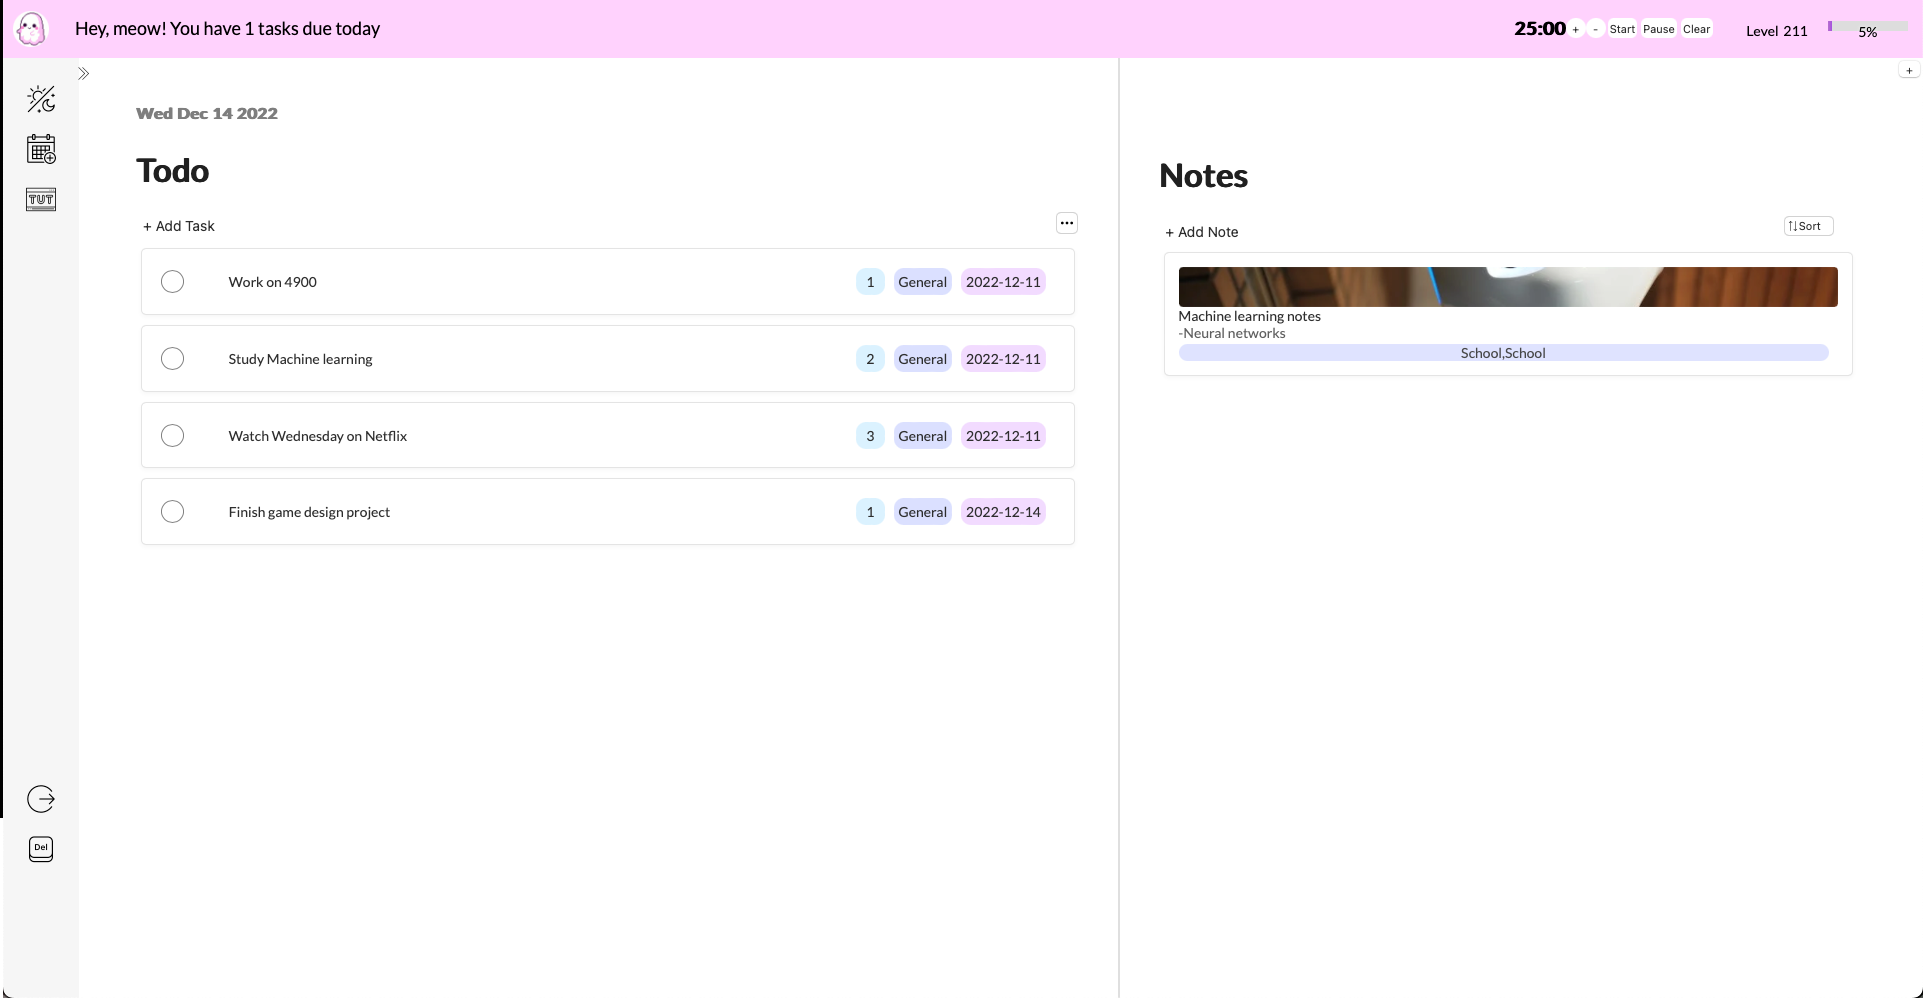 Hey, meow! You have 1 tasks due today
25:00 + - Start Pause Clear
Level 211
5%
+
Wed Dec 14 2022
TUT
Todo
+ Add Task
...
Work on 4900 1 General 2022-12-11
Study Machine learning 2 General 2022-12-11
Watch Wednesday on Netflix 3 General 2022-12-11
Finish game design project 1 General 2022-12-14
Del
Notes
+ Add Note
↑↓Sort
Machine learning notes
-Neural networks
School,School